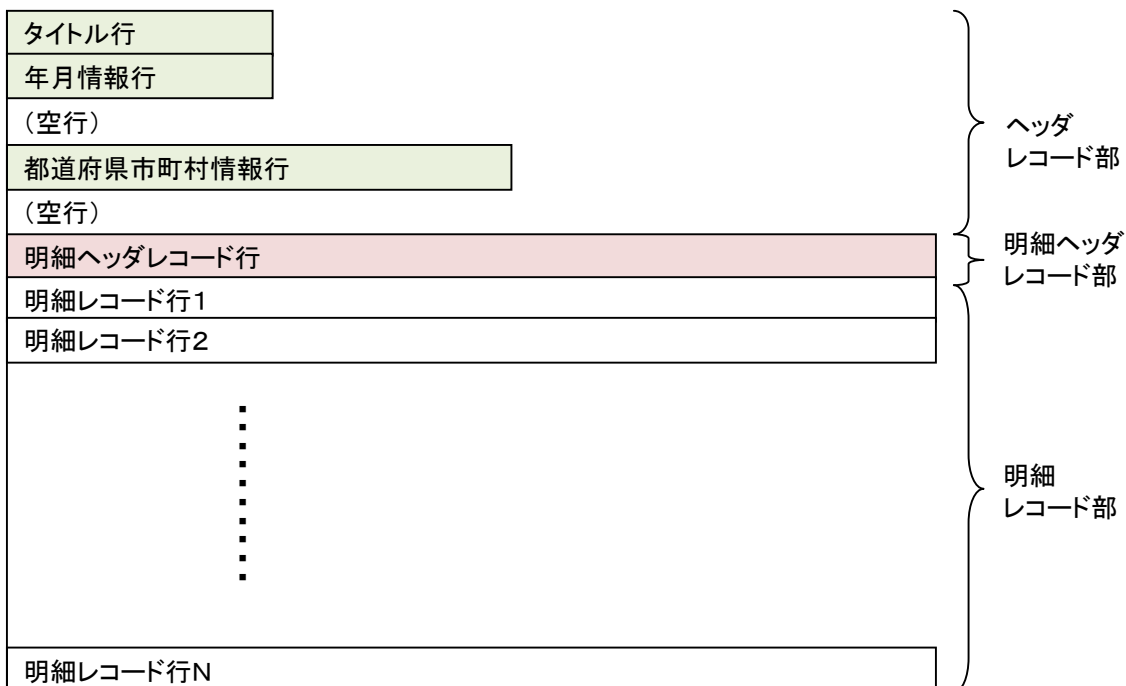 タイトル行
年月情報行
（空行）
都道府県市町村情報行
（空行）
明細ヘッダレコード行
明細レコード行１
明細レコード行２
明細レコード行Ｎ
ヘッダ
レコード部
明細ヘッダ
レコード部
明細
レコード部